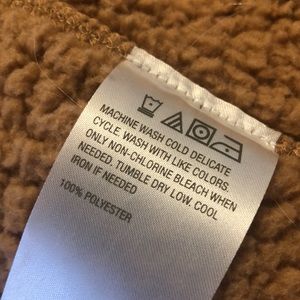 MACHINE WASH COLD DELICATE
CYCLE. WASH WITH LIKE COLORS.
ONLY NON-CHLORINE BLEACH WHEN
NEEDED. TUMBLE DRY LOW. COOL
IRON IF NEEDED
100% POLYESTER